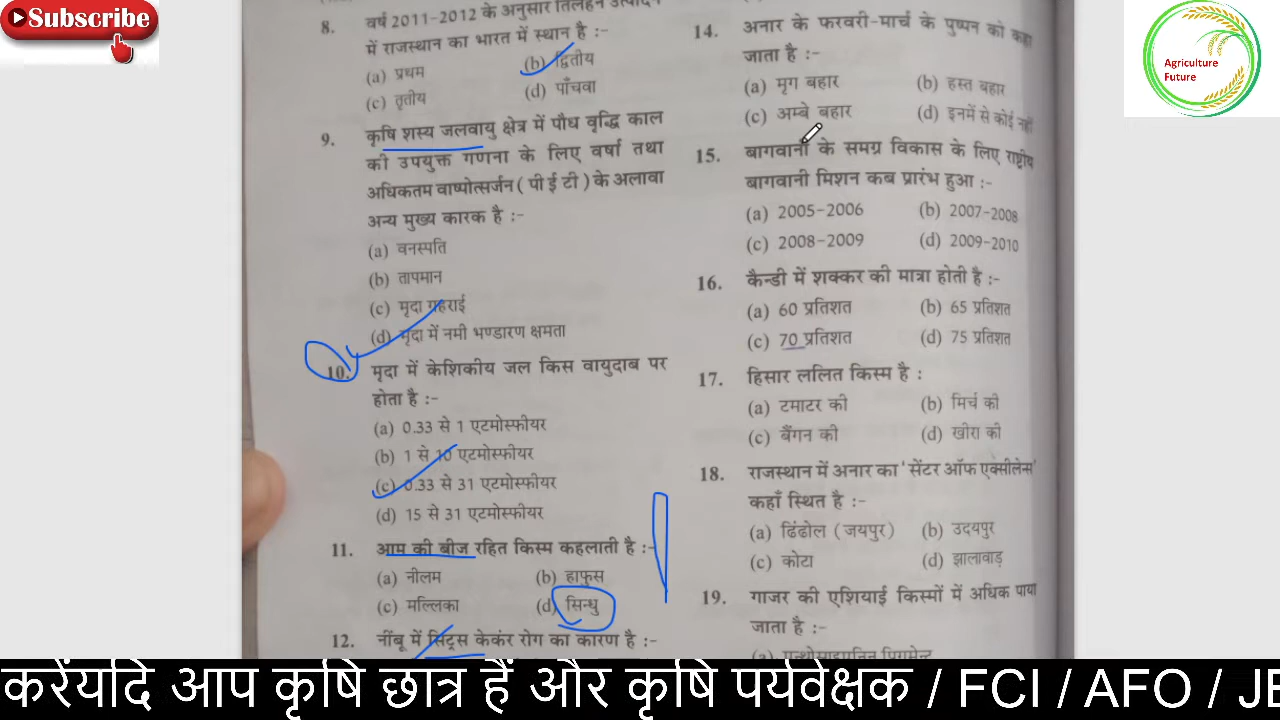 Subscribe
8. वर्ष 2011-2012 के अनुसार तिलहन उत्पादन
में राजस्थान का भारत में स्थान है :-
(a) प्रथम (b) द्वितीय
(c) तृतीय (d) पाँचवा
9. कृषि शस्य जलवायु क्षेत्र में पौध वृद्धि काल
की उपयुक्त गणना के लिए वर्षा तथा
अधिकतम वाष्पोत्सर्जन ( पी ई टी ) के अलावा
अन्य मुख्य कारक है :-
(a) वनस्पति
(b) तापमान
(c) मृदा गहराई
(d) मृदा में नमी भण्डारण क्षमता
10. मृदा में केशिकीय जल किस वायुदाब पर
होता है :-
(a) 0.33 से 1 एटमोस्फीयर
(b) 1 से 10 एटमोस्फीयर
(c) 0.33 से 31 एटमोस्फीयर
(d) 15 से 31 एटमोस्फीयर
11. आम की बीज रहित किस्म कहलाती है :-
(a) नीलम (b) हाफुस
(c) मल्लिका (d) सिन्धु
12. नींबू में सिट्रस केकंर रोग का कारण है :-
14. अनार के फरवरी-मार्च के पुष्पन को कहा
जाता है :-
(a) मृग बहार (b) हस्त बहार
(c) अम्बे बहार (d) इनमें से कोई नहीं
15. बागवानी के समग्र विकास के लिए राष्ट्रीय
बागवानी मिशन कब प्रारंभ हुआ :-
(a) 2005-2006 (b) 2007-2008
(c) 2008-2009 (d) 2009-2010
16. कैन्डी में शक्कर की मात्रा होती है :-
(a) 60 प्रतिशत (b) 65 प्रतिशत
(c) 70 प्रतिशत (d) 75 प्रतिशत
17. हिसार ललित किस्म है :
(a) टमाटर की (b) मिर्च की
(c) बैंगन की (d) खीरा की
18. राजस्थान में अनार का 'सेंटर ऑफ एक्सीलेंस'
कहाँ स्थित है :-
(a) ढिंढोल ( जयपुर ) (b) उदयपुर
(c) कोटा (d) झालावाड़
19. गाजर की एशियाई किस्मों में अधिक पाया
जाता है :-
Agriculture
Future
करेंयदि आप कृषि छात्र हैं और कृषि पर्यवेक्षक / FCI / AFO / JE